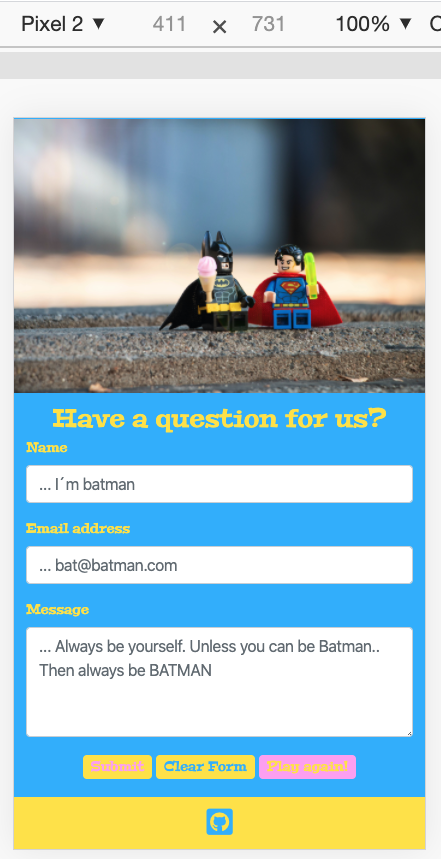 Pixel 2 ▼ 411 × 731 100% ▼
Have a question for us?
Name
... I´m batman
Email address
... bat@batman.com
Message
... Always be yourself. Unless you can be Batman..
Then always be BATMAN
Submit Clear Form Play again!